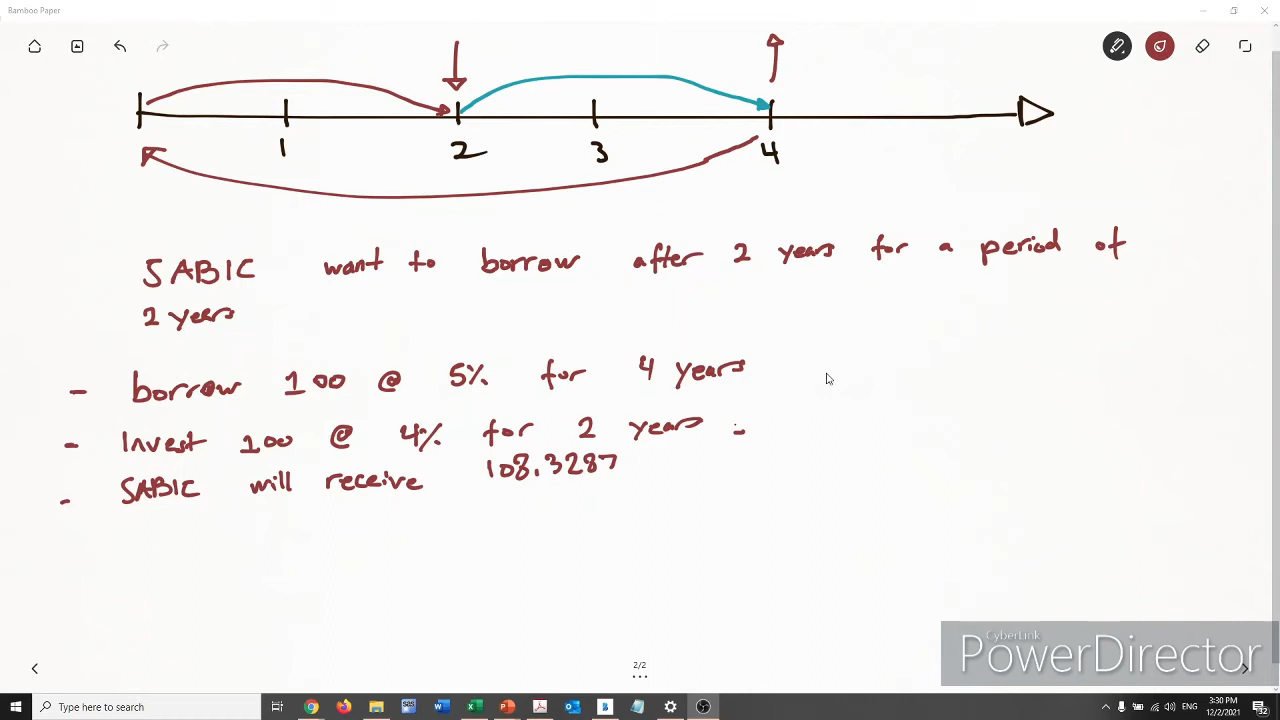 Bamboo Paper
1 2 3 4
SABIC want to borrow after 2 years for a period of
2 years
- borrow 100 @ 5% for 4 years
- Invest 100 @ 4% for 2 years =
108.3287
- SABIC will receive
CyberLink
PowerDirector
2/2
Type here to search
ENG
3:30 PM
12/2/2021